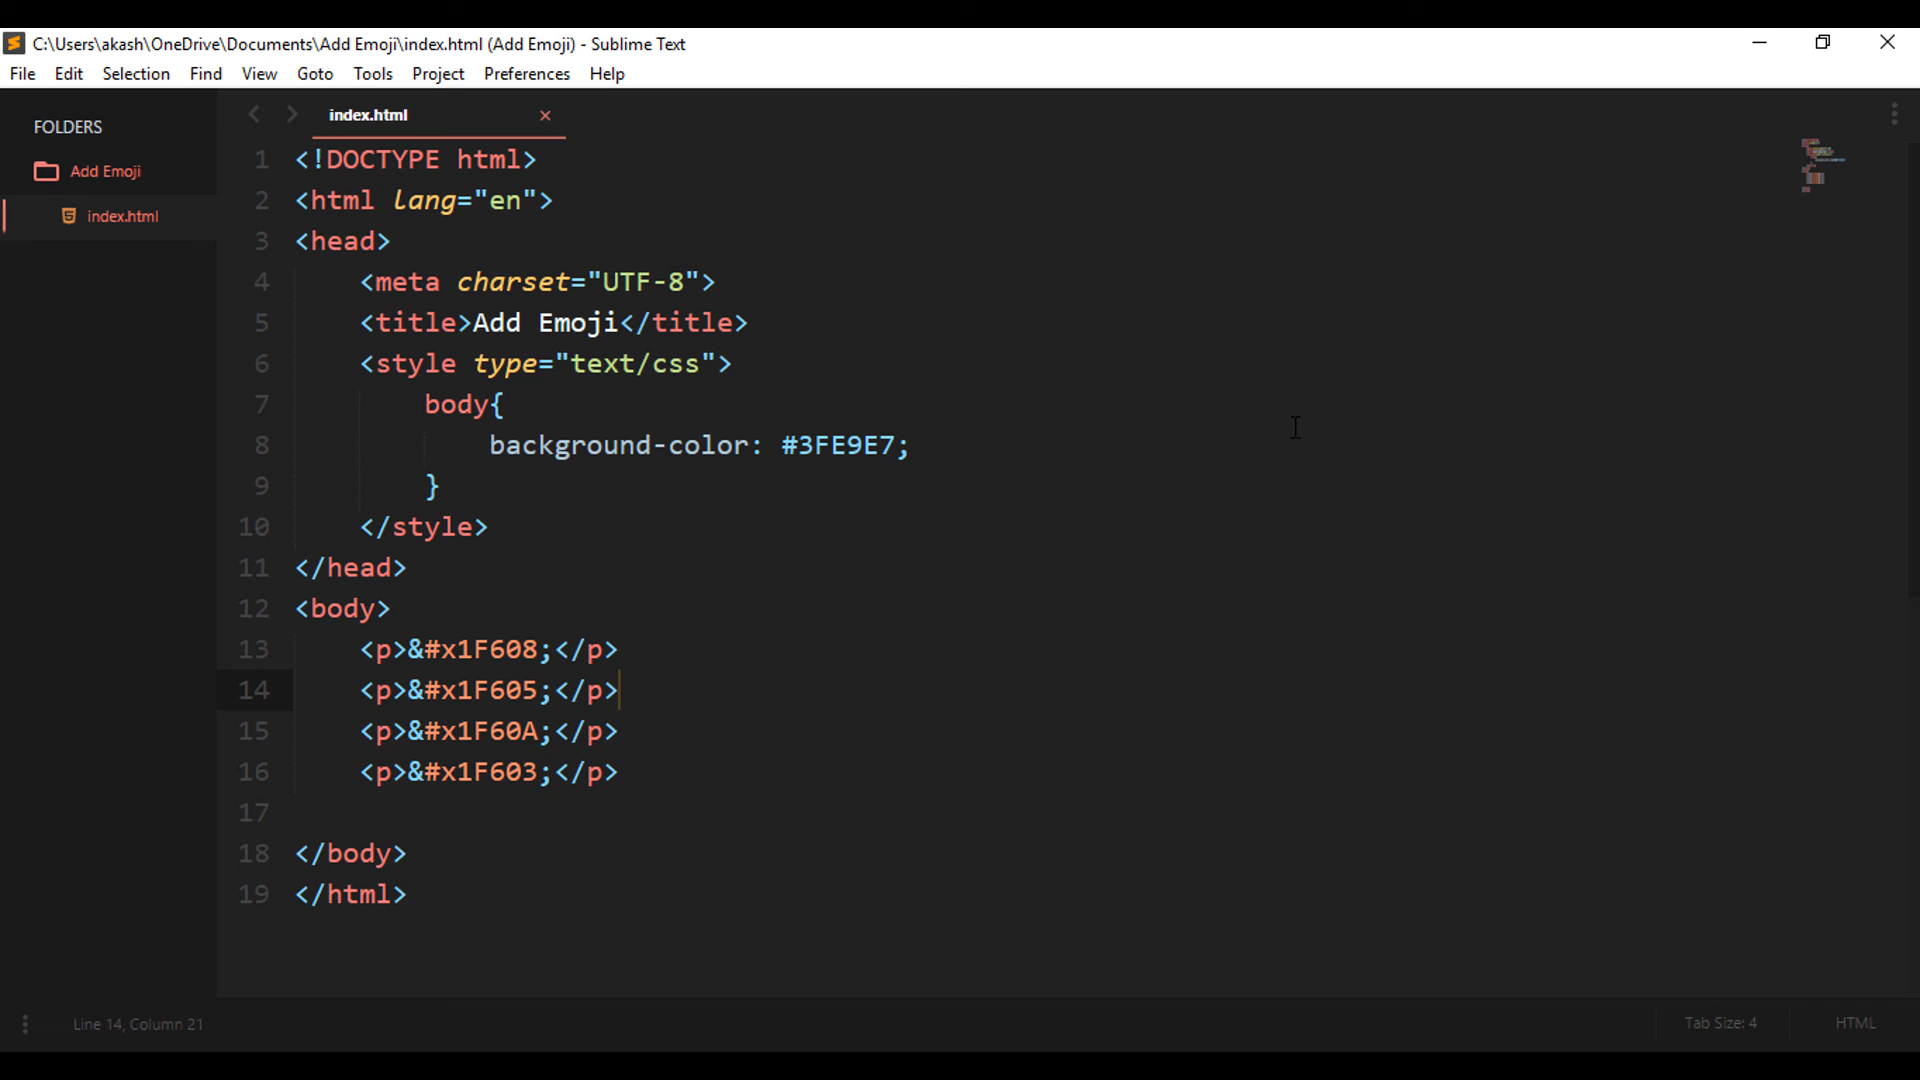 C:\Users\akash\OneDrive\Documents\Add Emoji\index.html (Add Emoji) - Sublime Text
File Edit Selection Find View Goto Tools Project Preferences Help
FOLDERS
Add Emoji
index.html
index.html
1 <!DOCTYPE html>
2 <html lang="en">
3 <head>
4 <meta charset="UTF-8">
5 <title>Add Emoji</title>
6 <style type="text/css">
7 body{
8 background-color: #3FE9E7;
9 }
10 </style>
11 </head>
12 <body>
13 <p>&#x1F608;</p>
14 <p>&#x1F605;</p>
15 <p>&#x1F60A;</p>
16 <p>&#x1F603;</p>
17
18 </body>
19 </html>
Line 14, Column 21
Tab Size: 4
HTML